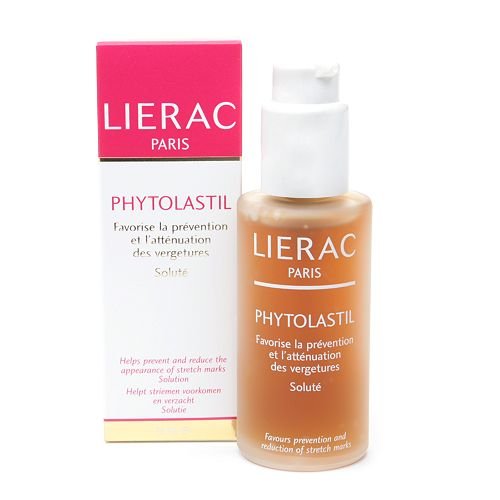 LIERAC
PARIS
PHYTOLASTIL
Favorise la prévention
et l'atténuation
des vergetures
Soluté
Helps prevent and reduce the
appearance of stretch marks
Solution
Helpt striemen voorkomen
en verzacht
Solutie
LIERAC
PARIS
PHYTOLASTIL
Favorise la prévention
et l'atténuation
des vergetures
Soluté
Favours prevention and
reduction of stretch marks